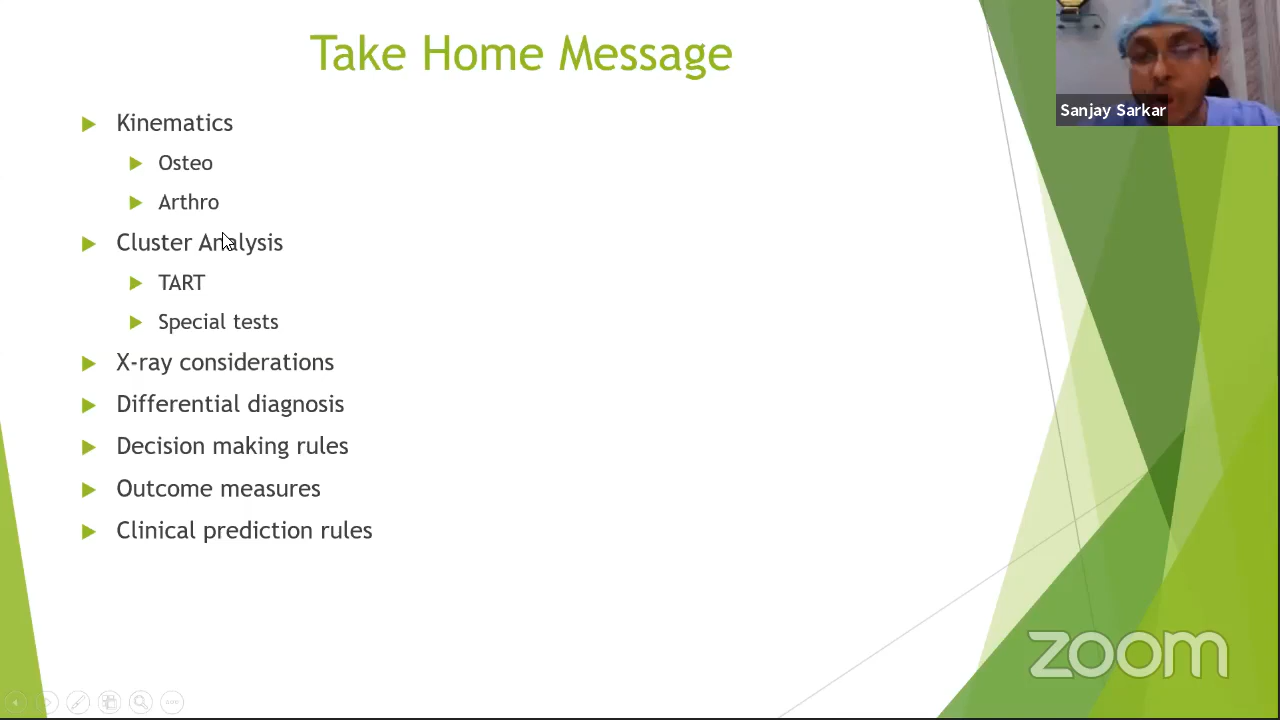 Take Home Message
Sanjay Sarkar
Kinematics
Osteo
Arthro
Cluster Analysis
TART
Special tests
X-ray considerations
Differential diagnosis
Decision making rules
Outcome measures
Clinical prediction rules
zoom